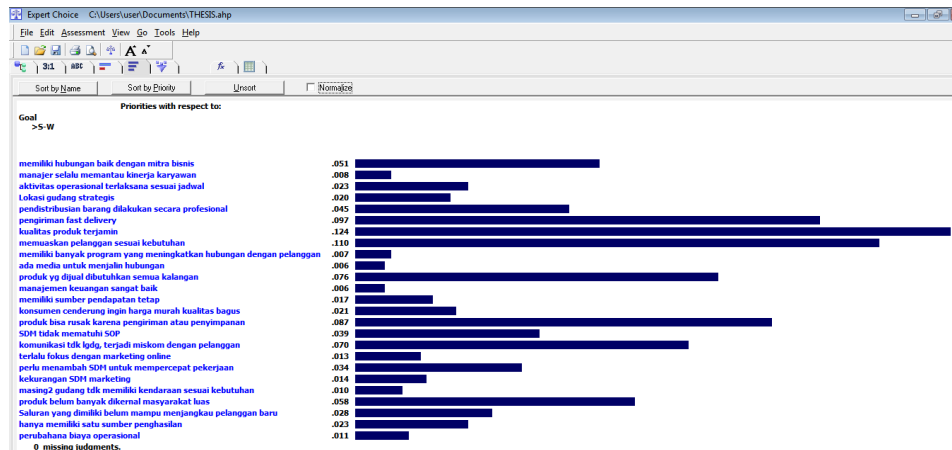 Expert Choice C:\Users\user\Documents\THESIS.ahp
File Edit Assessment View Go Tools Help
A A
3:1 ABC fx
Sort by Name Sort by Priority Unsort Normalize
Priorities with respect to:
Goal
>S-W
memiliki hubungan baik dengan mitra bisnis .051
manajer selalu memantau kinerja karyawan .008
aktivitas operasional terlaksana sesuai jadwal .023
Lokasi gudang strategis .020
pendistribusian barang dilakukan secara profesional .045
pengiriman fast delivery .097
kualitas produk terjamin .124
memuaskan pelanggan sesuai kebutuhan .110
memiliki banyak program yang meningkatkan hubungan dengan pelanggan .007
ada media untuk menjalin hubungan .006
produk yg dijual dibutuhkan semua kalangan .076
manajemen keuangan sangat baik .006
memiliki sumber pendapatan tetap .017
konsumen cenderung ingin harga murah kualitas bagus .021
produk bisa rusak karena pengiriman atau penyimpanan .087
SDM tidak mematuhi SOP .039
komunikasi tdk lgdg, terjadi miskom dengan pelanggan .070
terlalu fokus dengan marketing online .013
perlu menambah SDM untuk mempercepat pekerjaan .034
kekurangan SDM marketing .014
masing2 gudang tdk memiliki kendaraan sesuai kebutuhan .010
produk belum banyak dikernal masyarakat luas .058
Saluran yang dimiliki belum mampu menjangkau pelanggan baru .028
hanya memiliki satu sumber penghasilan .023
perubahana biaya operasional .011
0 missing judgments.